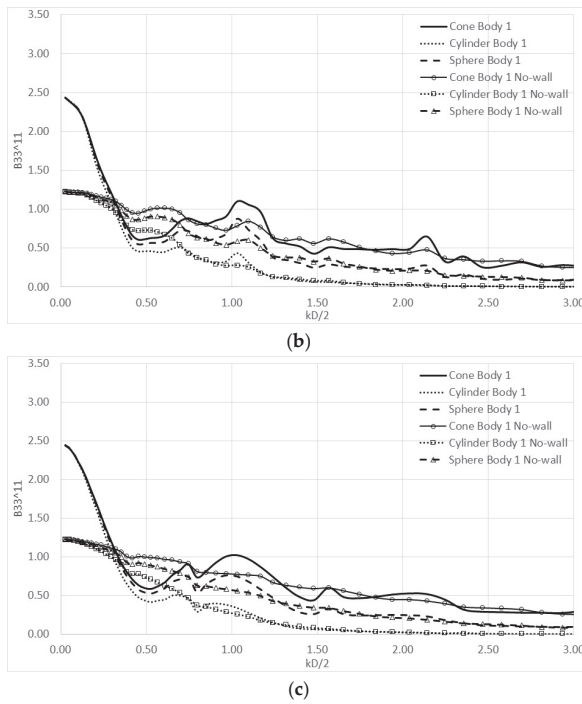 3.50
3.00
2.50
2.00
1.50
1.00
0.50
0.00
B33^11
Cone Body 1
Cylinder Body 1
Sphere Body 1
Cone Body 1 No-wall
Cylinder Body 1 No-wall
Sphere Body 1 No-wall
0.00 0.50 1.00 1.50 2.00 2.50 3.00
kD/2
(b)
3.50
3.00
2.50
2.00
1.50
1.00
0.50
0.00
B33^11
Cone Body 1
Cylinder Body 1
Sphere Body 1
Cone Body 1 No-wall
Cylinder Body 1 No-wall
Sphere Body 1 No-wall
0.00 0.50 1.00 1.50 2.00 2.50 3.00
kD/2
(c)